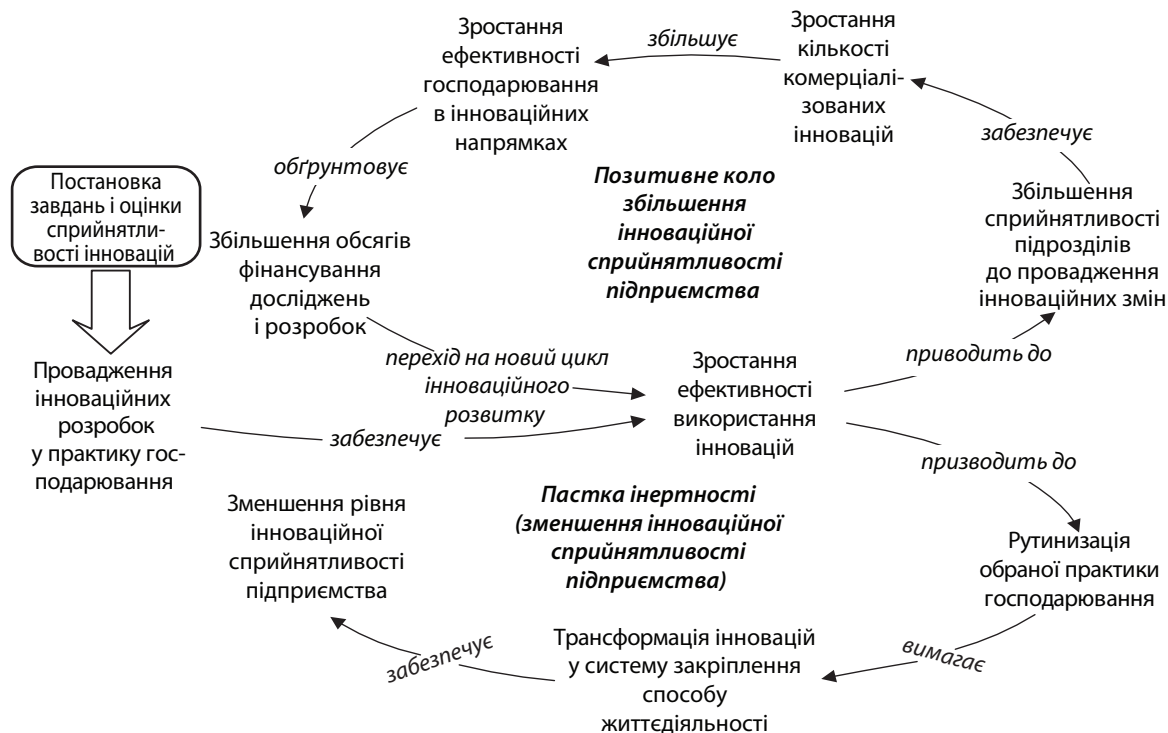 Зростання
ефективності
господарювання
в інноваційних
напрямках
збільшує
Зростання
кількості
комерціалі-
зованих
інновацій
забезпечує
обґрунтовує
Постановка
завдань і оцінки
сприйнятли-
вості інновацій
Позитивне коло
збільшення
інноваційної
сприйнятливості
підприємства
Збільшення
сприйнятливості
підрозділів
до провадження
інноваційних змін
Збільшення обсягів
фінансування
досліджень
і розробок
перехід на новий цикл
інноваційного
розвитку
Зростання
ефективності
використання
інновацій
приводить до
Провадження
інноваційних
розробок
у практику гос-
подарювання
забезпечує
призводить до
Пастка інертності
(зменшення інноваційної
сприйнятливості
підприємства)
Зменшення рівня
інноваційної
сприйнятливості
підприємства
Рутинизація
обраної практики
господарювання
забезпечує
Трансформація інновацій
у систему закріплення
способу
життєдіяльності
вимагає